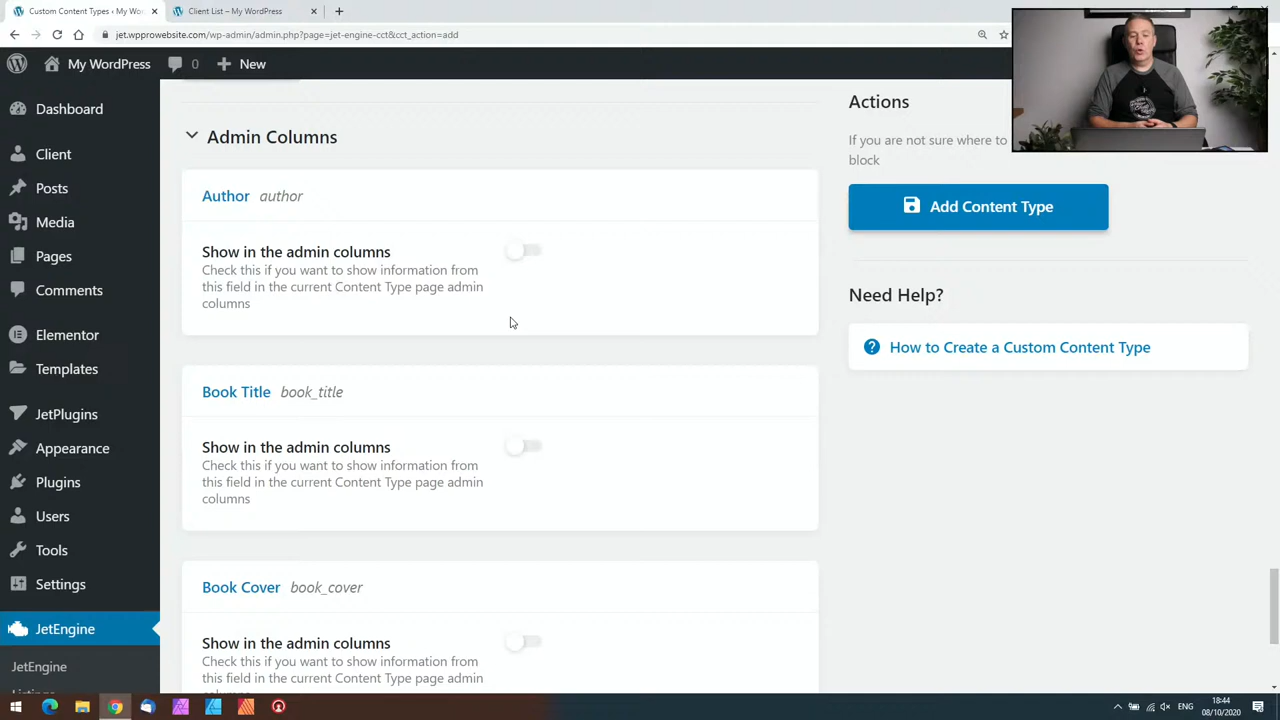 Custom Content Types ‹ My Wo
Client List – My WordPress
jet.wpprowebsite.com/wp-admin/admin.php?page=jet-engine-cct&cct_action=add
My WordPress
0
New
Dashboard
Client
Posts
Media
Pages
Comments
Elementor
Templates
JetPlugins
Appearance
Plugins
Users
Tools
Settings
JetEngine
JetEngine
Admin Columns
Author author
Show in the admin columns
Check this if you want to show information from
this field in the current Content Type page admin
columns
Book Title book_title
Show in the admin columns
Check this if you want to show information from
this field in the current Content Type page admin
columns
Book Cover book_cover
Show in the admin columns
Check this if you want to show information from
this field in the current Content Type page admin
Actions
If you are not sure where to
block
Add Content Type
Need Help?
How to Create a Custom Content Type
ENG
18:44
08/10/2020